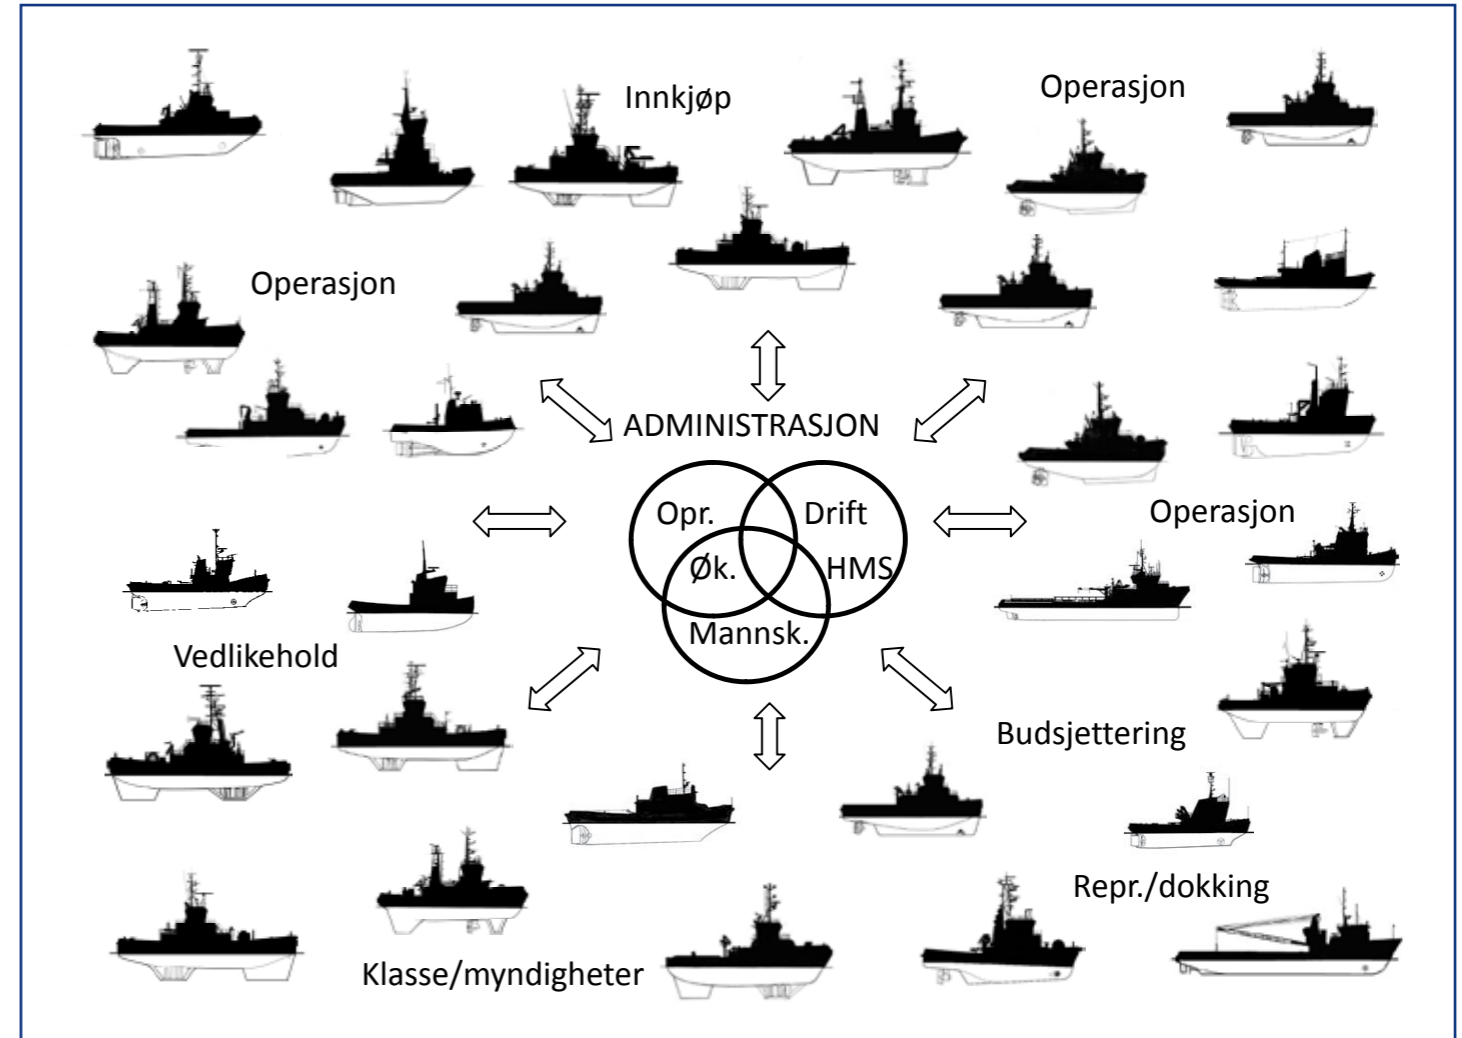 Innkjøp
Operasjon
Operasjon
ADMINISTRASJON
Opr.
Drift
Operasjon
Øk.
HMS
Mannsk.
Vedlikehold
Budsjettering
Repr./dokking
Klasse/myndigheter